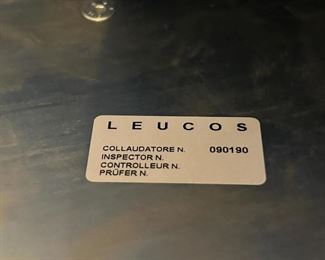 LEUCOS
COLLAUDATORE N. 090190
INSPECTOR N.
CONTROLLEUR N.
PRÜFER N.